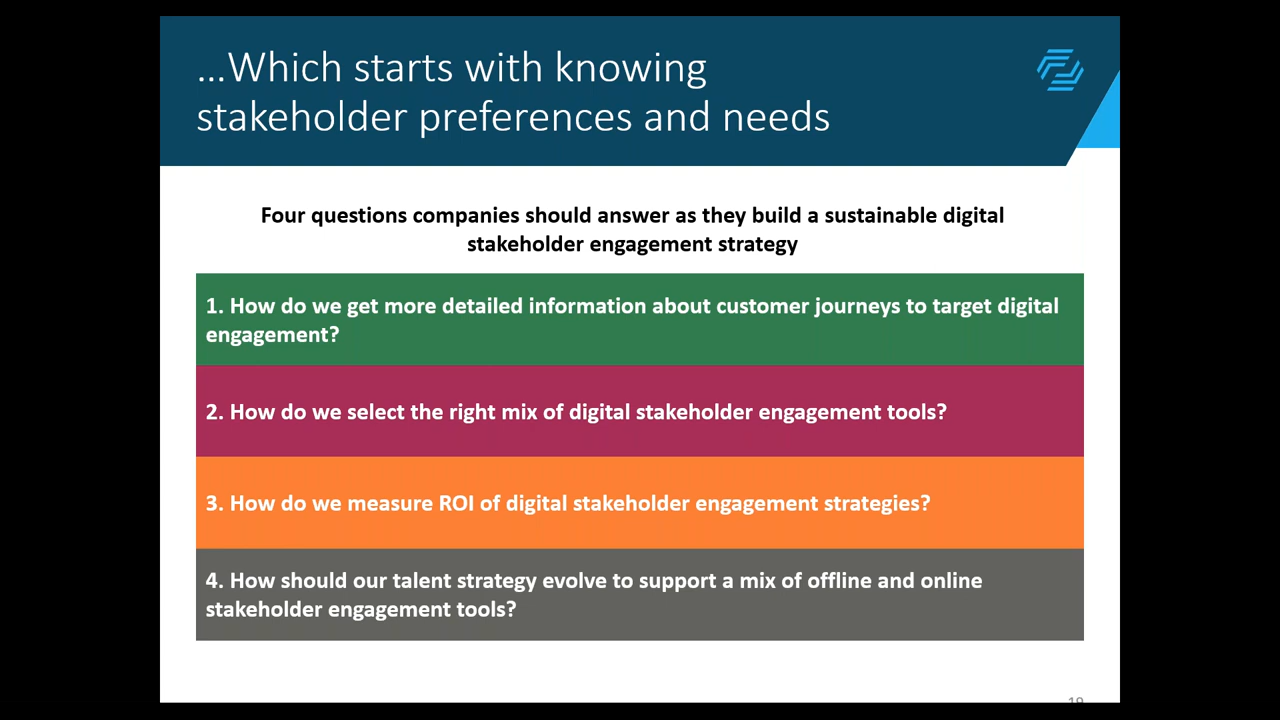 ...Which starts with knowing
stakeholder preferences and needs
Four questions companies should answer as they build a sustainable digital
stakeholder engagement strategy
1. How do we get more detailed information about customer journeys to target digital
engagement?
2. How do we select the right mix of digital stakeholder engagement tools?
3. How do we measure ROI of digital stakeholder engagement strategies?
4. How should our talent strategy evolve to support a mix of offline and online
stakeholder engagement tools?